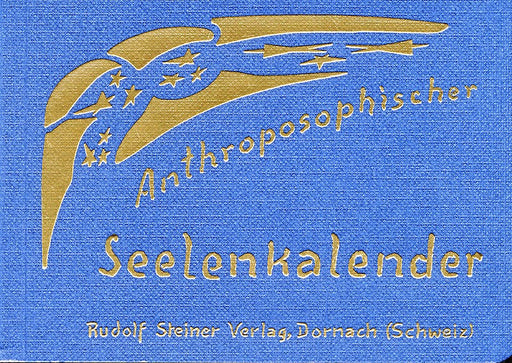 Anthroposophischer
Seelenkalender
Rudolf Steiner Verlag, Dornach (Schweiz)